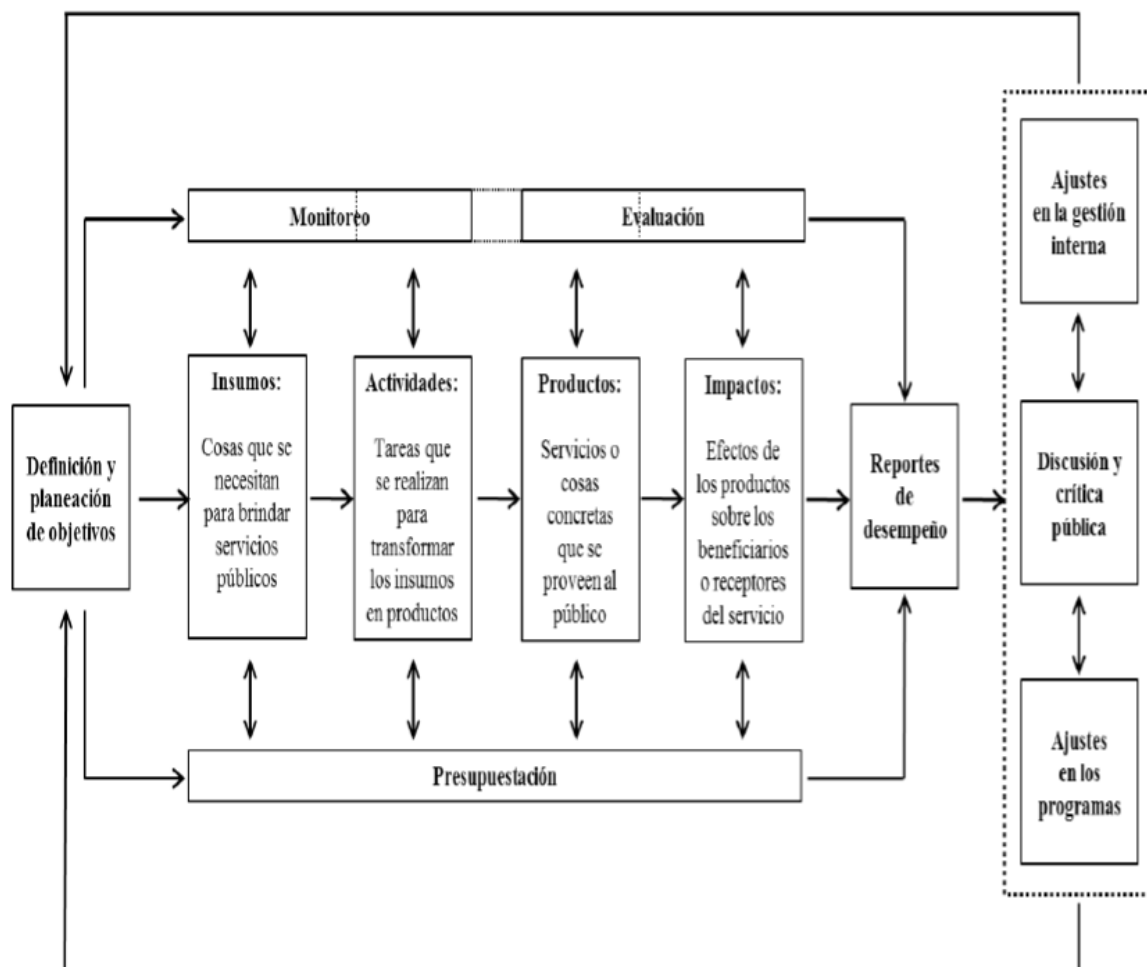 Monitoreo
Evaluación
Ajustes
en la gestión
interna
Definición y
planeación
de objetivos
Insumos:
Cosas que se
necesitan
para brindar
servicios
públicos
Actividades:
Tareas que
se realizan
para
transformar
los insumos
en productos
Productos:
Servicios o
cosas
concretas
que se
proveen al
público
Impactos:
Efectos de
los productos
sobre los
beneficiarios
o receptores
del servicio
Reportes
de
desempeño
Discusión y
crítica
pública
Presupuestación
Ajustes
en los
programas